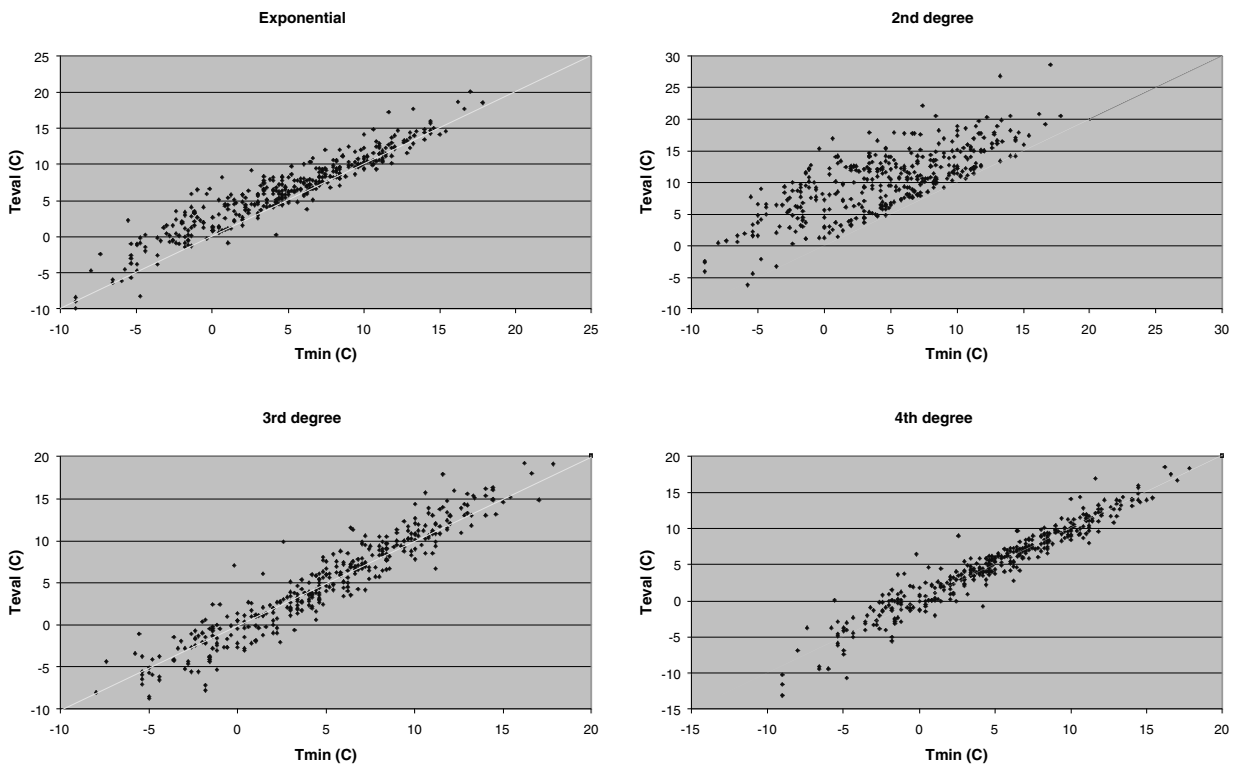 Exponential
2nd degree
25
20
15
10
5
0
-5
-10
Teval (C)
-10 -5 0 5 10 15 20 25
Tmin (C)
30
25
20
15
10
5
0
-5
-10
Teval (C)
-10 -5 0 5 10 15 20 25 30
Tmin (C)
3rd degree
4th degree
20
15
10
5
0
-5
-10
Teval (C)
-10 -5 0 5 10 15 20
Tmin (C)
20
15
10
5
0
-5
-10
-15
Teval (C)
-15 -10 -5 0 5 10 15 20
Tmin (C)